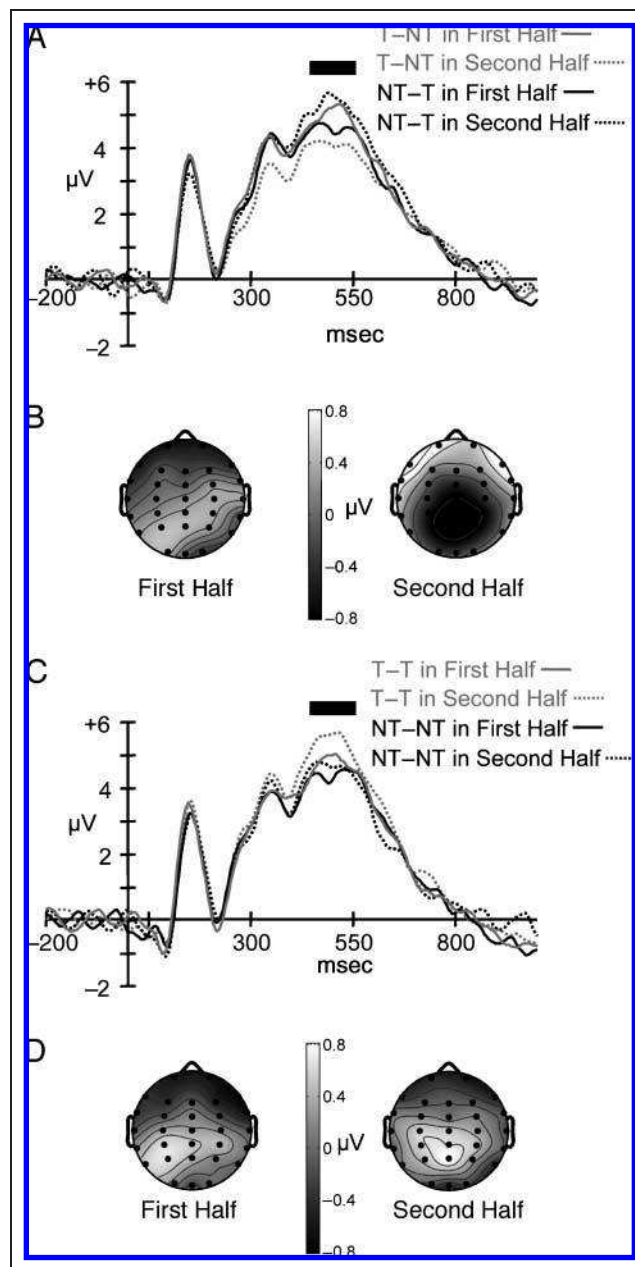 A
T–NT in First Half
T–NT in Second Half
NT–T in First Half
NT–T in Second Half
+6
4
µV
2
–200
300
550
800
msec
–2
B
0.8
0.4
0
µV
–0.4
–0.8
First Half
Second Half
C
T–T in First Half
T–T in Second Half
NT–NT in First Half
NT–NT in Second Half
+6
4
µV
2
–200
300
550
800
msec
–2
D
0.8
0.4
0
µV
–0.4
–0.8
First Half
Second Half